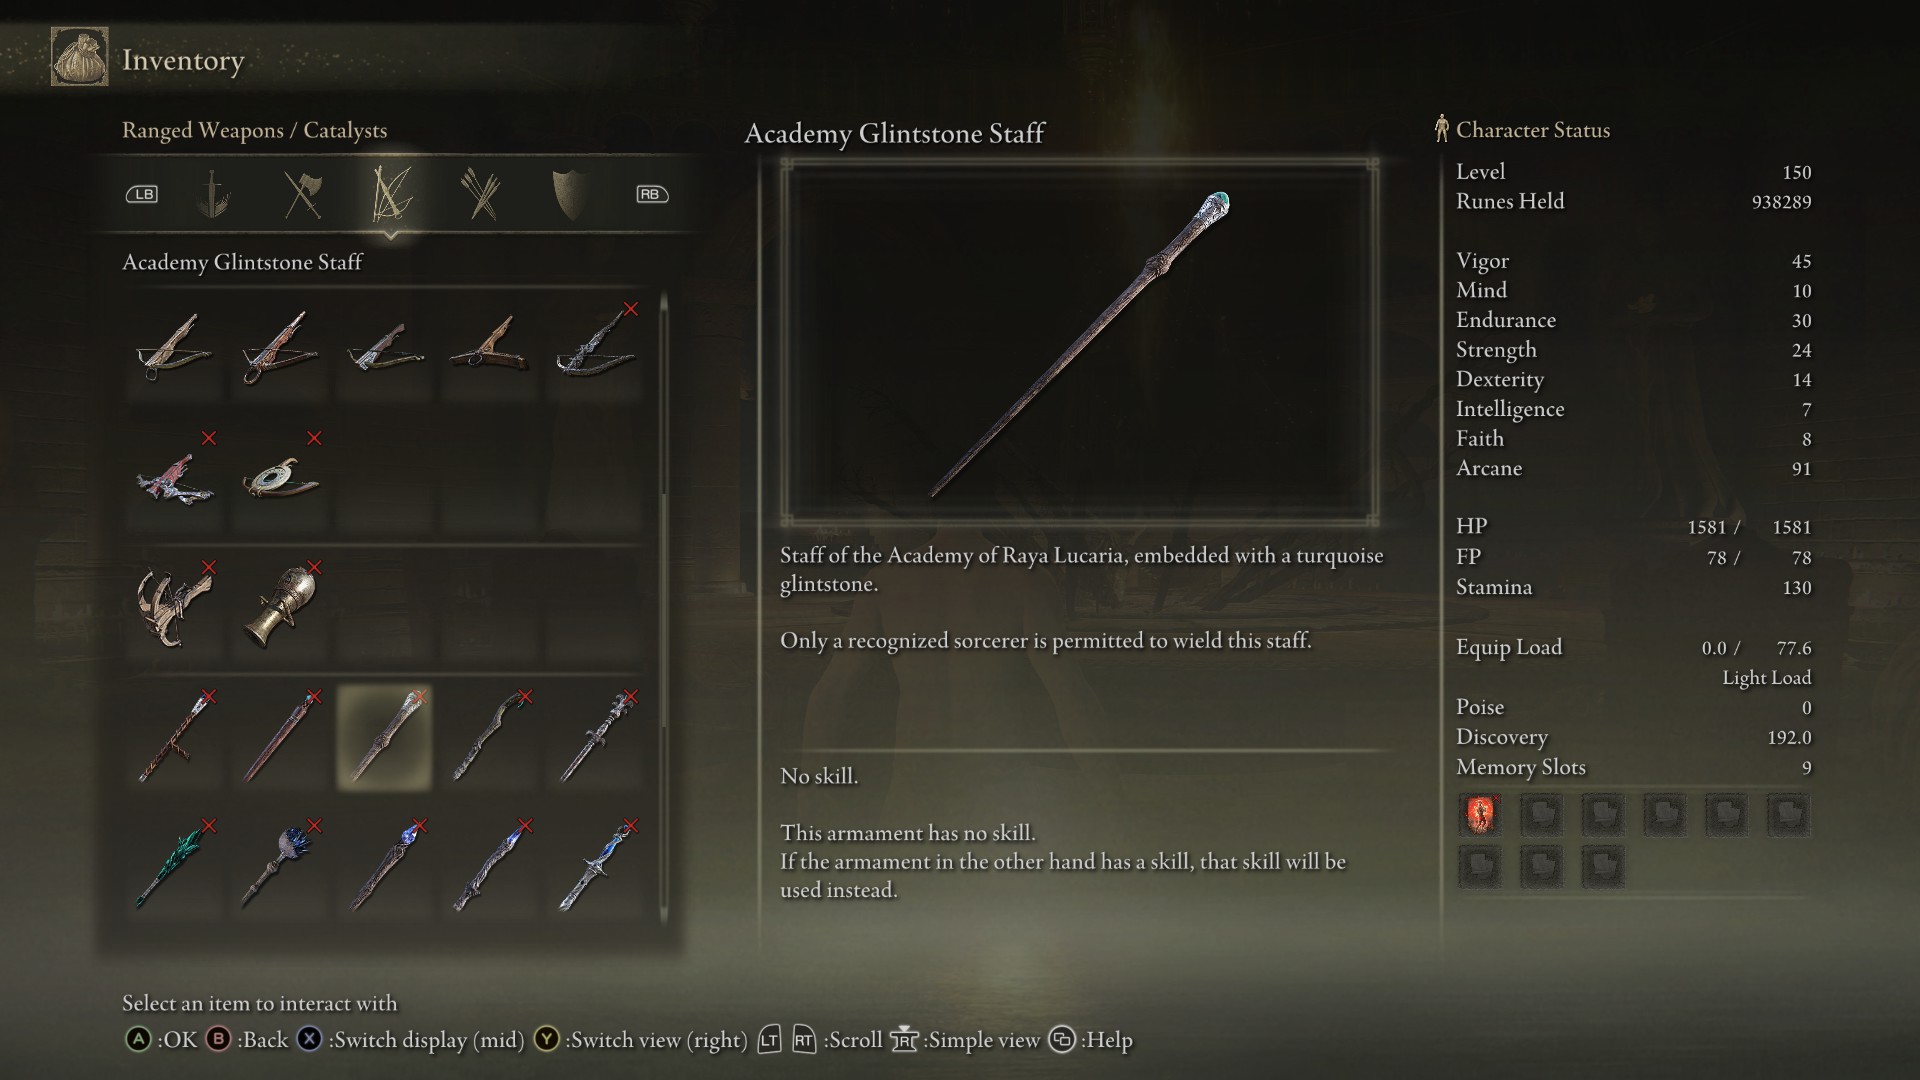 Inventory
Ranged Weapons / Catalysts
LB
RB
Academy Glintstone Staff
Academy Glintstone Staff
Staff of the Academy of Raya Lucaria, embedded with a turquoise
glintstone.
Only a recognized sorcerer is permitted to wield this staff.
No skill.
This armament has no skill.
If the armament in the other hand has a skill, that skill will be
used instead.
Character Status
Level 150
Runes Held 938289
Vigor 45
Mind 10
Endurance 30
Strength 24
Dexterity 14
Intelligence 7
Faith 8
Arcane 91
HP 1581 / 1581
FP 78 / 78
Stamina 130
Equip Load 0.0 / 77.6
Light Load
Poise 0
Discovery 192.0
Memory Slots 9
Select an item to interact with
A :OK B :Back X :Switch display (mid) Y :Switch view (right) LT RT :Scroll R :Simple view :Help